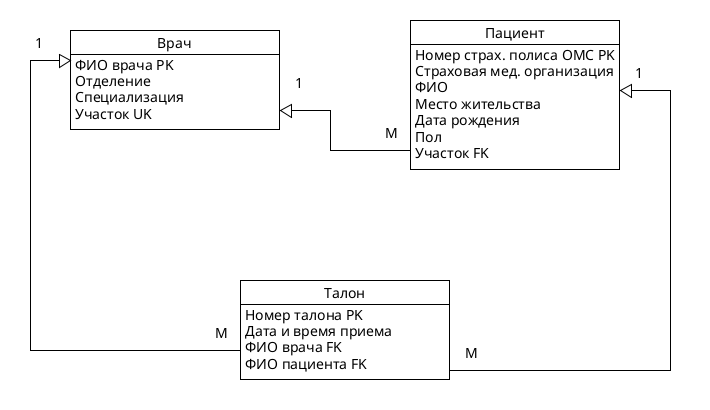 1
Врач
ФИО врача PK
Отделение
Специализация
Участок UK
1
М
Пациент
Номер страх. полиса ОМС PK
Страховая мед. организация
ФИО
Место жительства
Дата рождения
Пол
Участок FK
1
М
Талон
Номер талона PK
Дата и время приема
ФИО врача FK
ФИО пациента FK
М